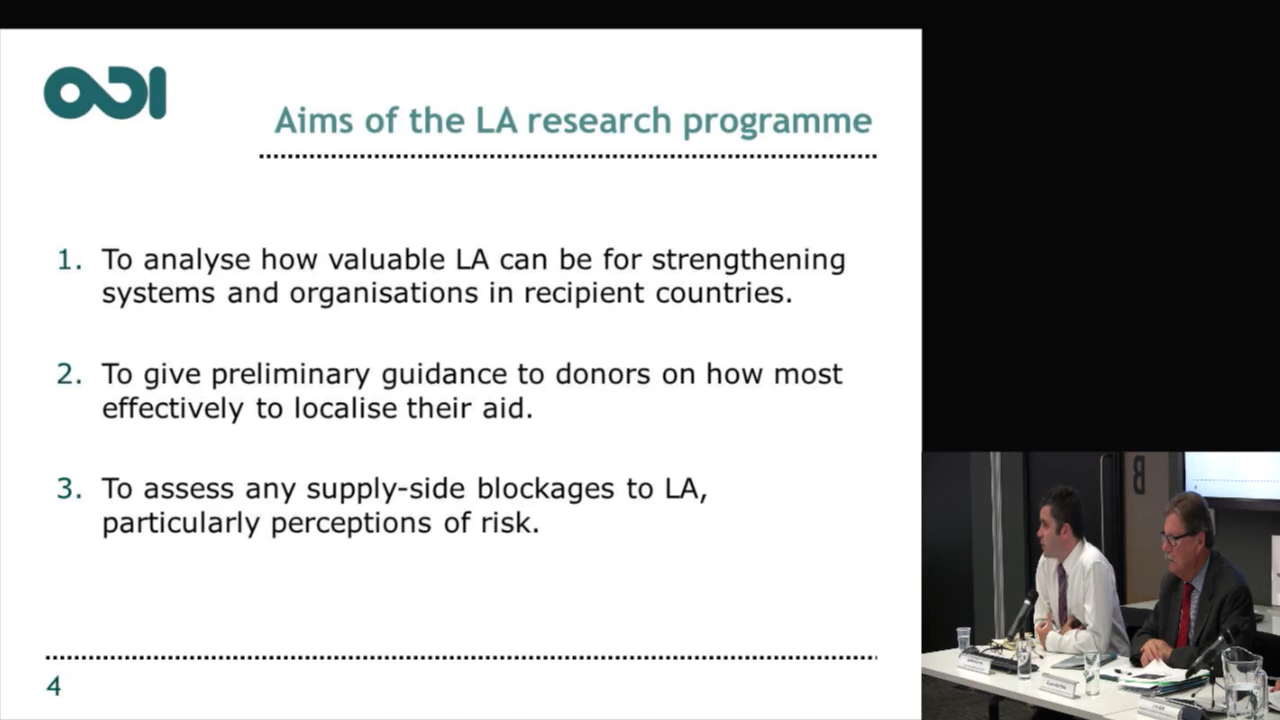 ODI
Aims of the LA research programme
1. To analyse how valuable LA can be for strengthening
systems and organisations in recipient countries.
2. To give preliminary guidance to donors on how most
effectively to localise their aid.
3. To assess any supply-side blockages to LA,
particularly perceptions of risk.
4
B